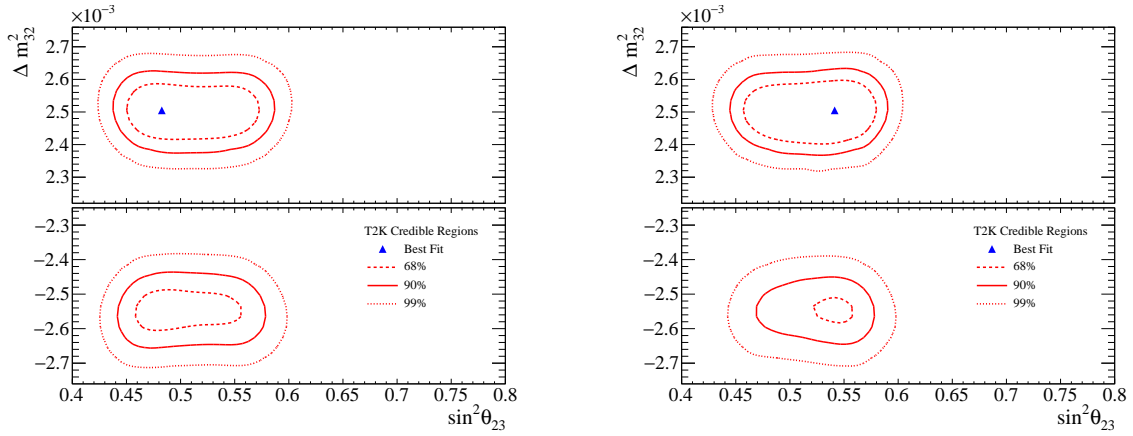 ×10⁻³
Δ m²₃₂
2.7
2.6
2.5
2.4
2.3
−2.3
−2.4
−2.5
−2.6
−2.7
T2K Credible Regions
Best Fit
68%
90%
99%
0.4 0.45 0.5 0.55 0.6 0.65 0.7 0.75 0.8
sin²θ₂₃
×10⁻³
Δ m²₃₂
2.7
2.6
2.5
2.4
2.3
−2.3
−2.4
−2.5
−2.6
−2.7
T2K Credible Regions
Best Fit
68%
90%
99%
0.4 0.45 0.5 0.55 0.6 0.65 0.7 0.75 0.8
sin²θ₂₃